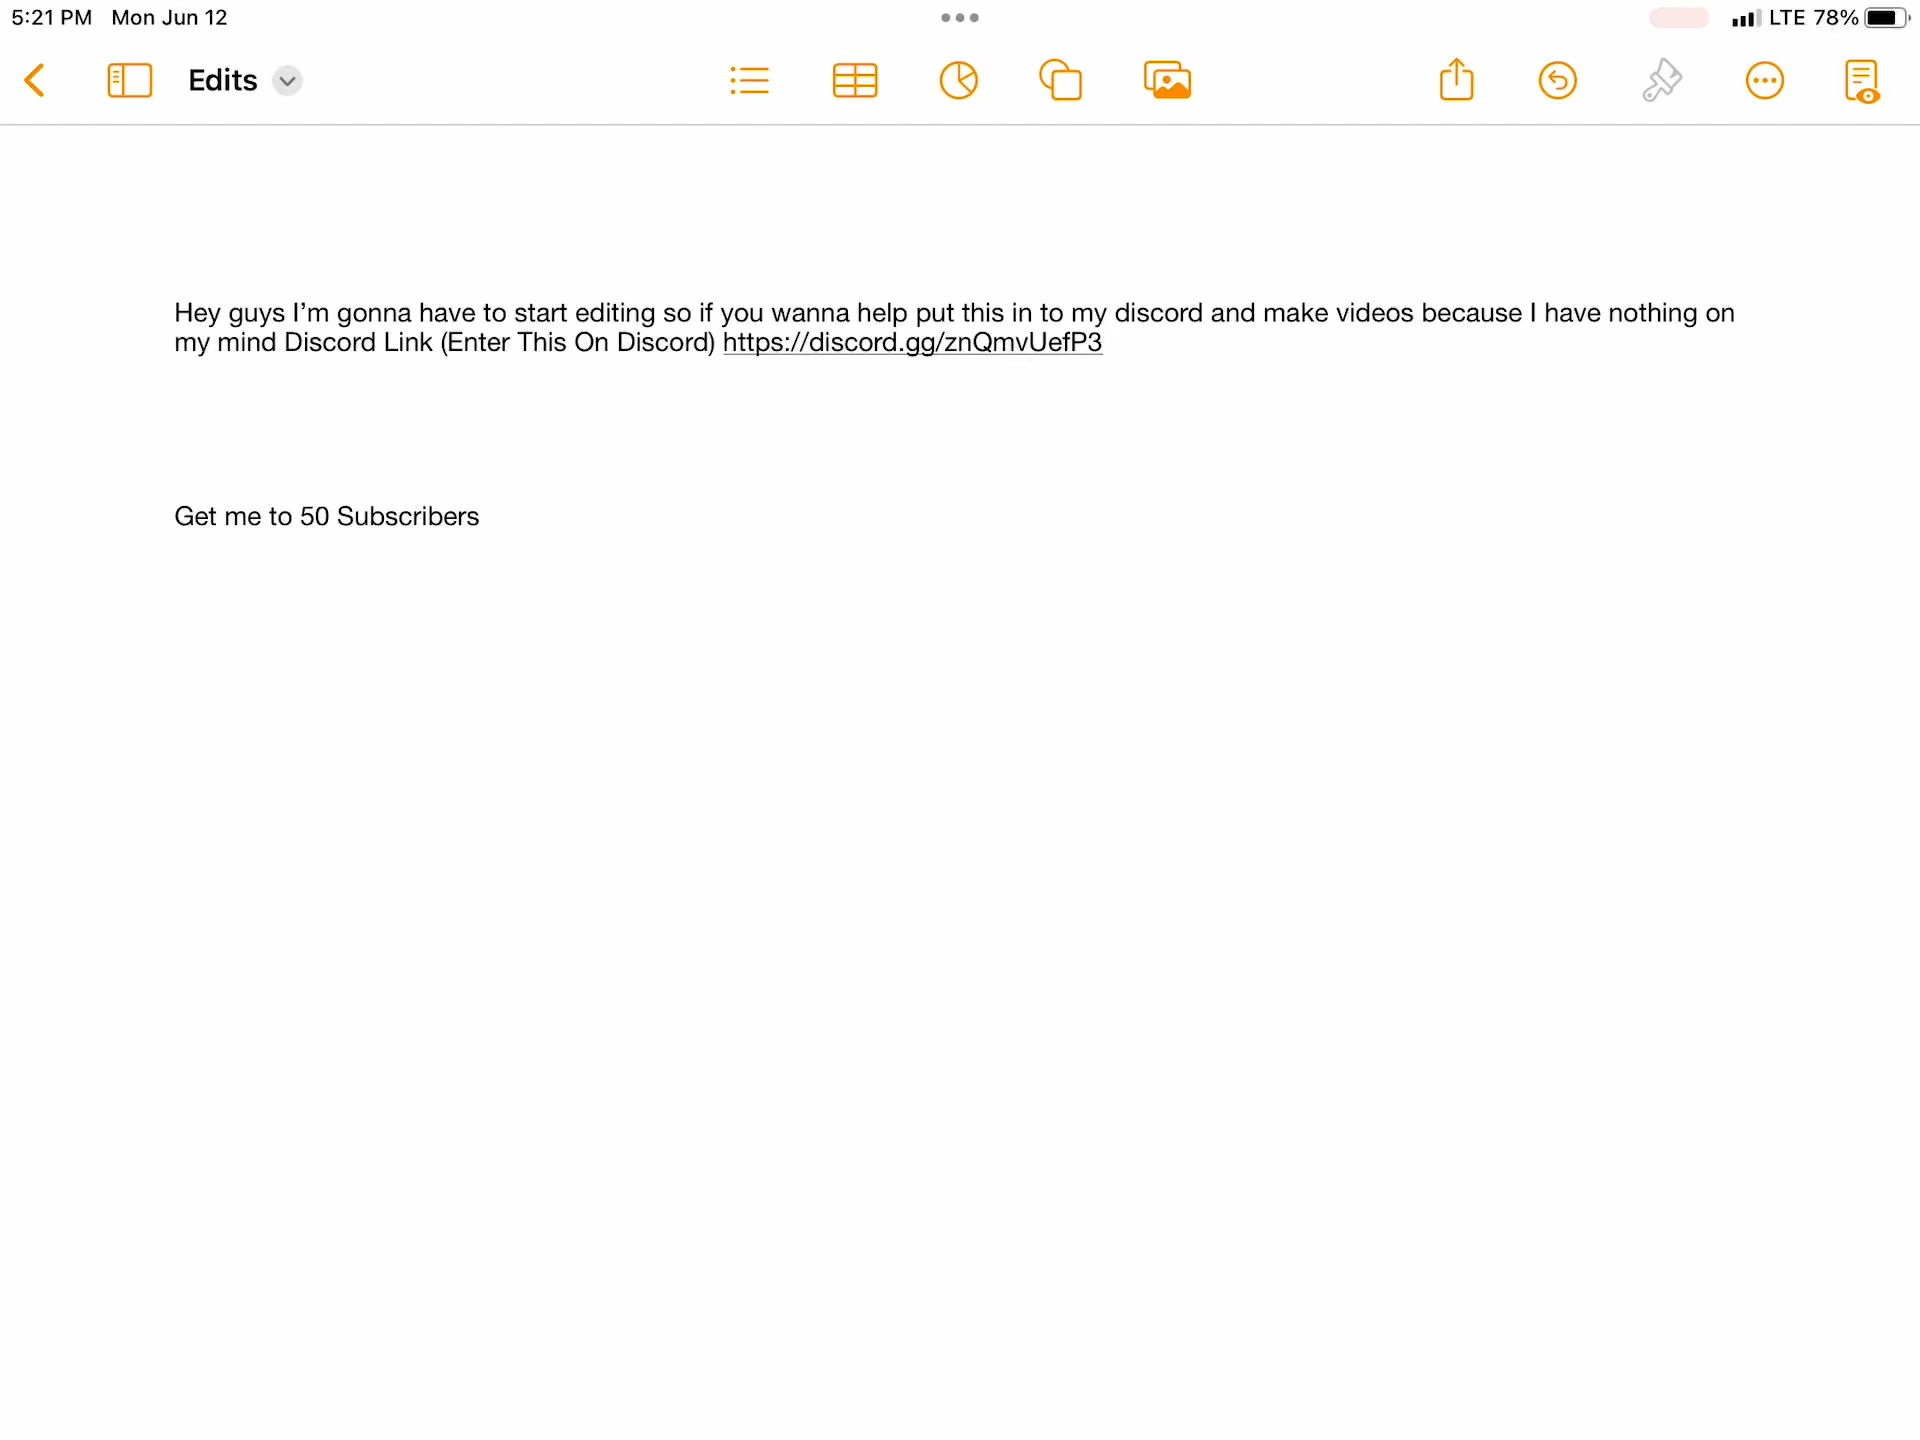 5:21 PM Mon Jun 12
LTE 78%
Edits
Hey guys I’m gonna have to start editing so if you wanna help put this in to my discord and make videos because I have nothing on
my mind Discord Link (Enter This On Discord) https://discord.gg/znQmvUefP3
Get me to 50 Subscribers